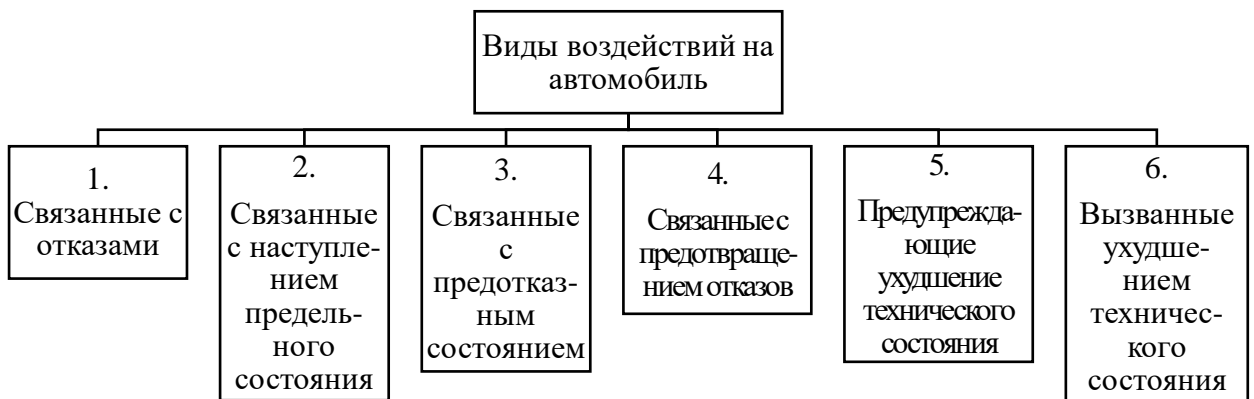 Виды воздействий на
автомобиль
1.
Связанные с
отказами
2.
Связанные
с наступле-
нием
предель-
ного
состояния
3.
Связанные
с
предотказ-
ным
состоянием
4.
Связанные с
предотвраще-
нием отказов
5.
Предупрежда-
ющие
ухудшение
технического
состояния
6.
Вызванные
ухудше-
нием
техничес-
кого
состояния